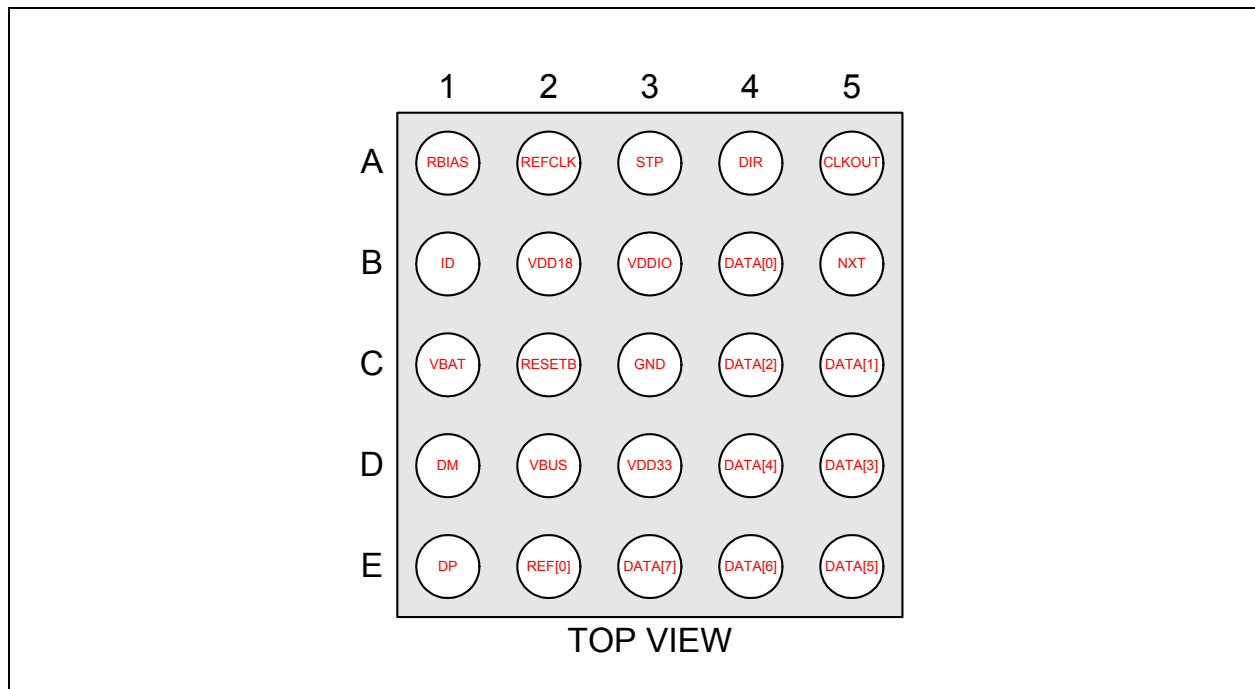 1 2 3 4 5
A RBIAS REFCLK STP DIR CLKOUT
B ID VDD18 VDDIO DATA[0] NXT
C VBAT RESETB GND DATA[2] DATA[1]
D DM VBUS VDD33 DATA[4] DATA[3]
E DP REF[0] DATA[7] DATA[6] DATA[5]
TOP VIEW